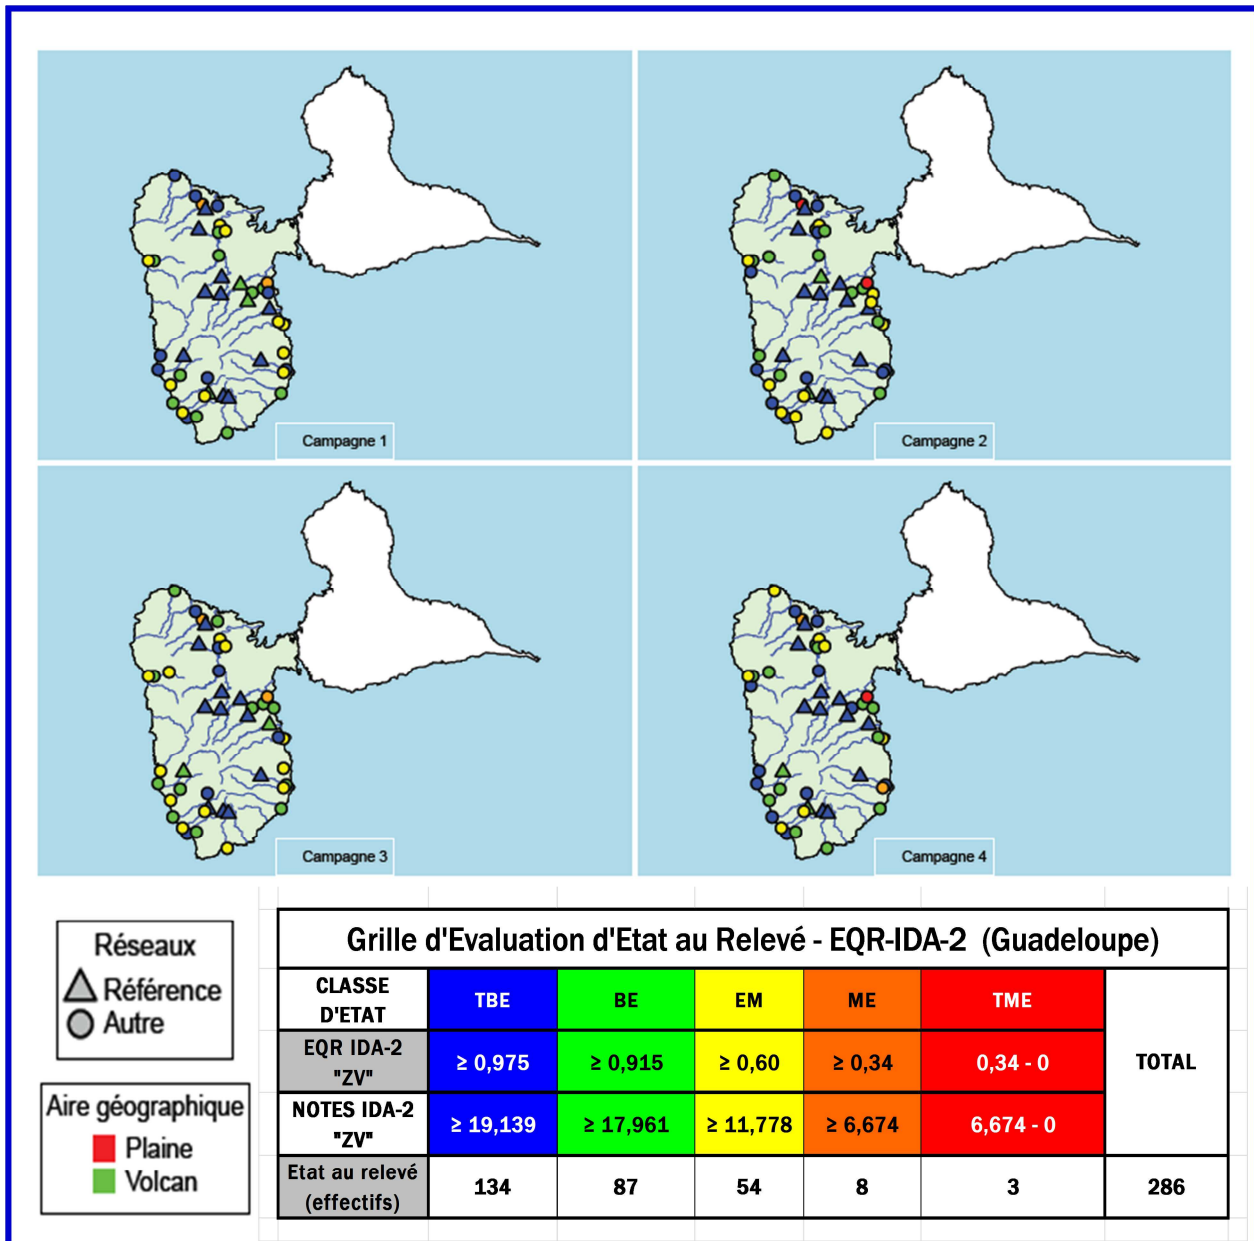 Campagne 1
Campagne 2
Campagne 3
Campagne 4
Réseaux
Référence
Autre
Aire géographique
Plaine
Volcan
Grille d'Evaluation d'Etat au Relevé - EQR-IDA-2 (Guadeloupe)
CLASSE D'ETAT TBE BE EM ME TME TOTAL
EQR IDA-2 "ZV" ≥ 0,975 ≥ 0,915 ≥ 0,60 ≥ 0,34 0,34 - 0
NOTES IDA-2 "ZV" ≥ 19,139 ≥ 17,961 ≥ 11,778 ≥ 6,674 6,674 - 0
Etat au relevé (effectifs) 134 87 54 8 3 286